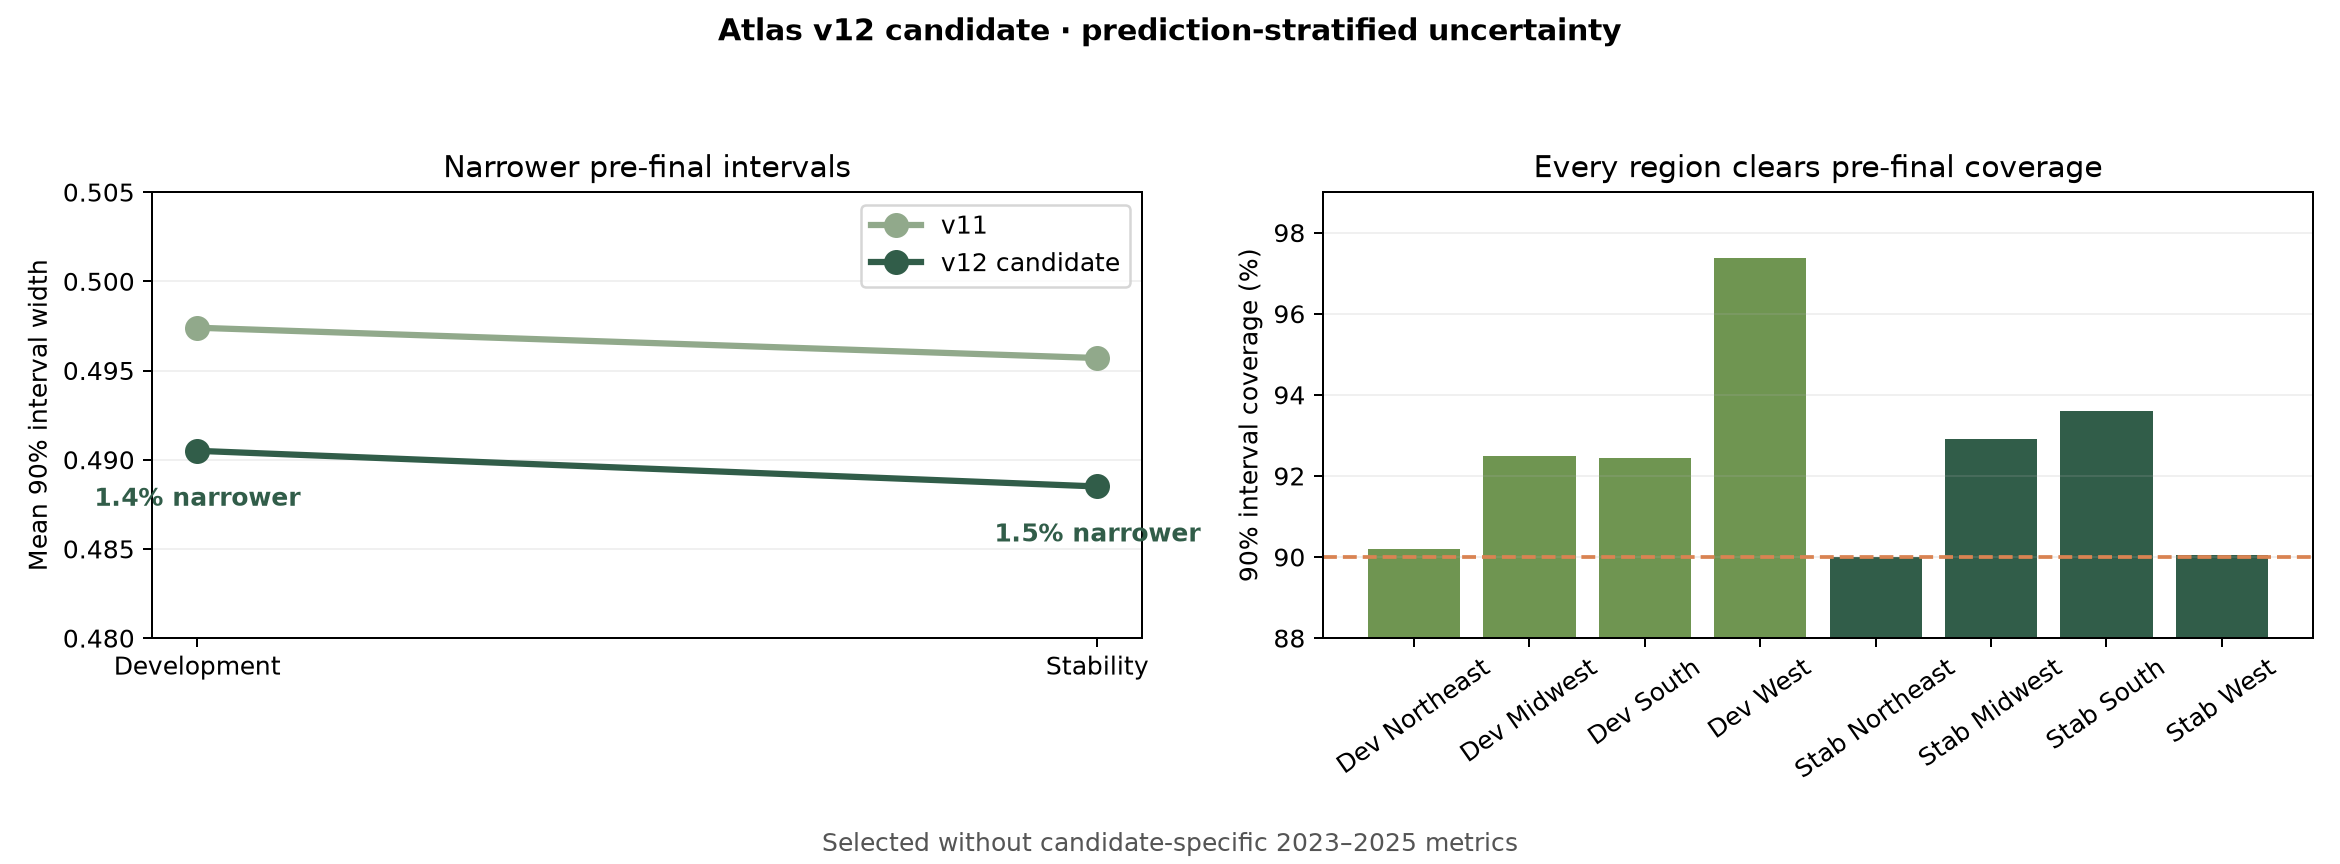 Atlas v12 candidate · prediction-stratified uncertainty
Narrower pre-final intervals
Mean 90% interval width
0.505
0.500
0.495
0.490
0.485
0.480
v11
v12 candidate
1.4% narrower
1.5% narrower
Development
Stability
Every region clears pre-final coverage
90% interval coverage (%)
98
96
94
92
90
88
Dev Northeast
Dev Midwest
Dev South
Dev West
Stab Northeast
Stab Midwest
Stab South
Stab West
Selected without candidate-specific 2023–2025 metrics